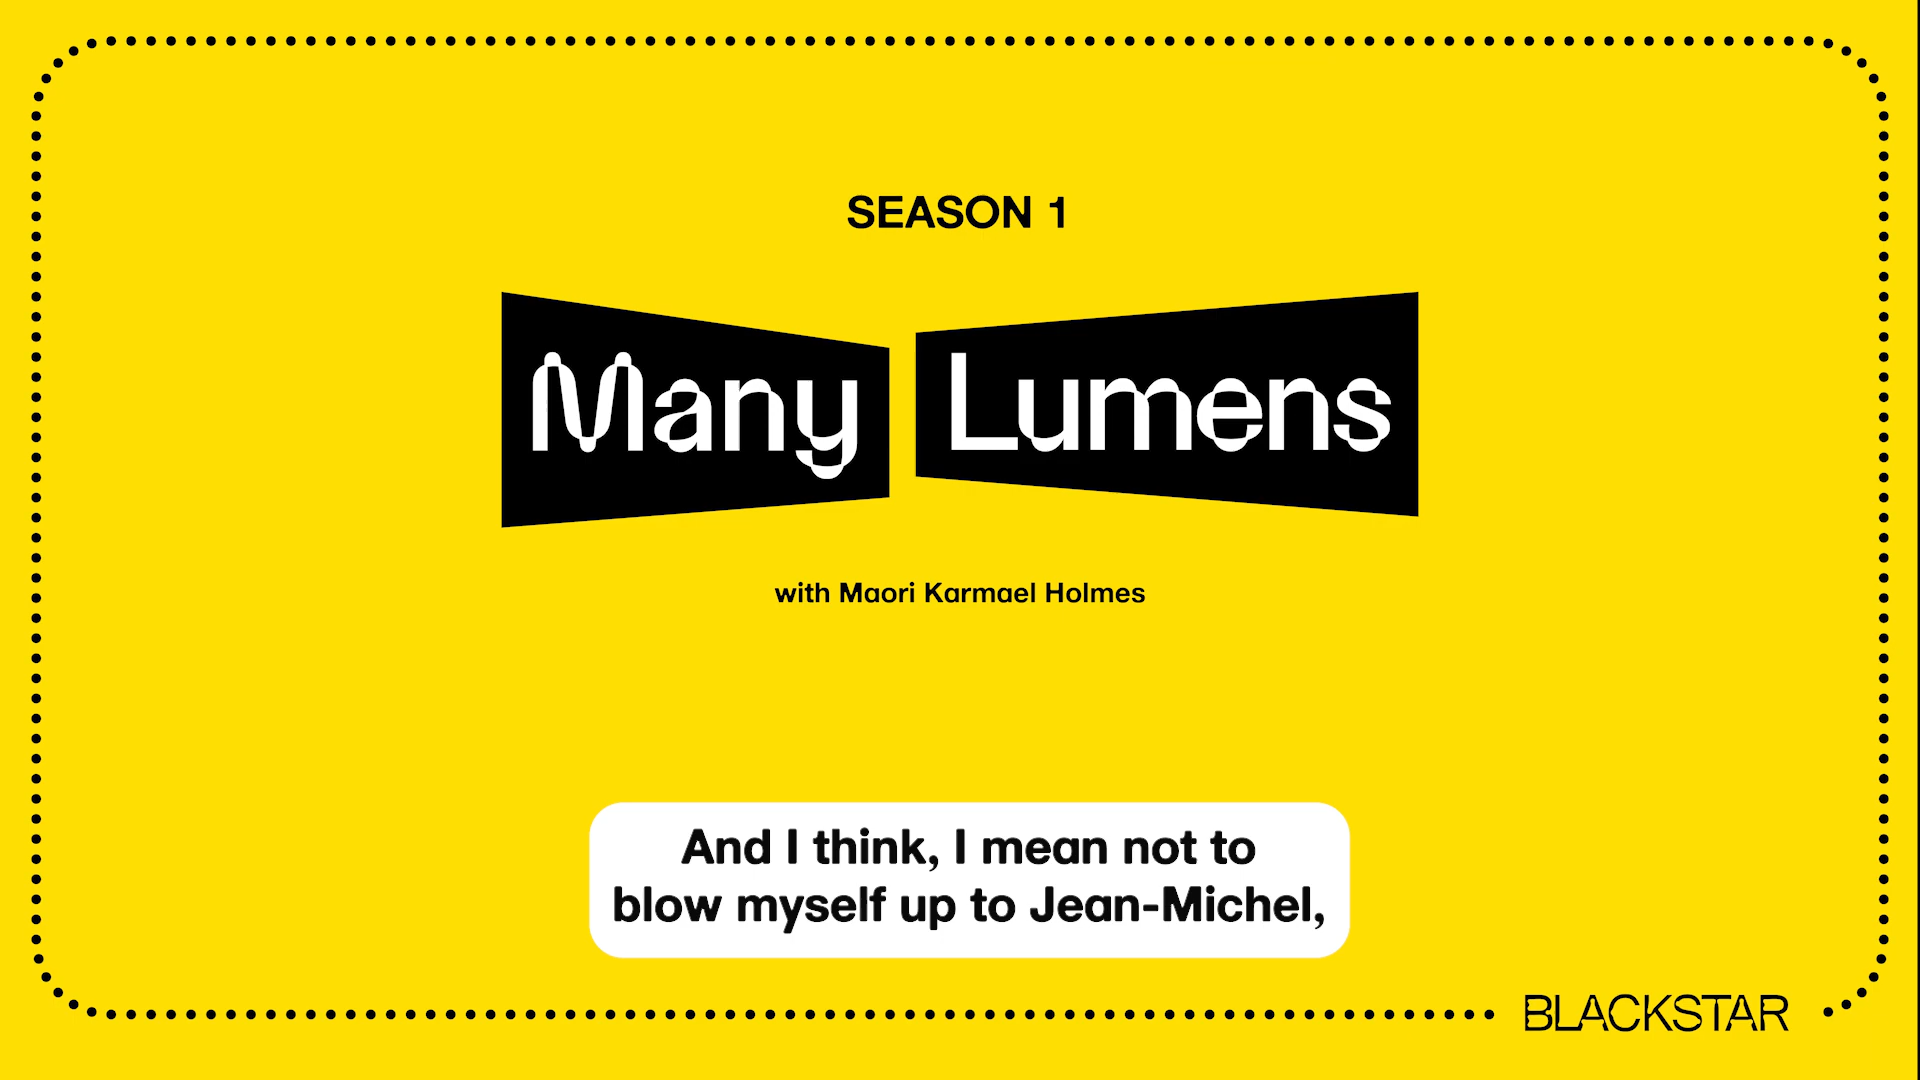 SEASON 1
Many Lumens
with Maori Karmael Holmes
And I think, I mean not to
blow myself up to Jean-Michel,
BLACKSTAR